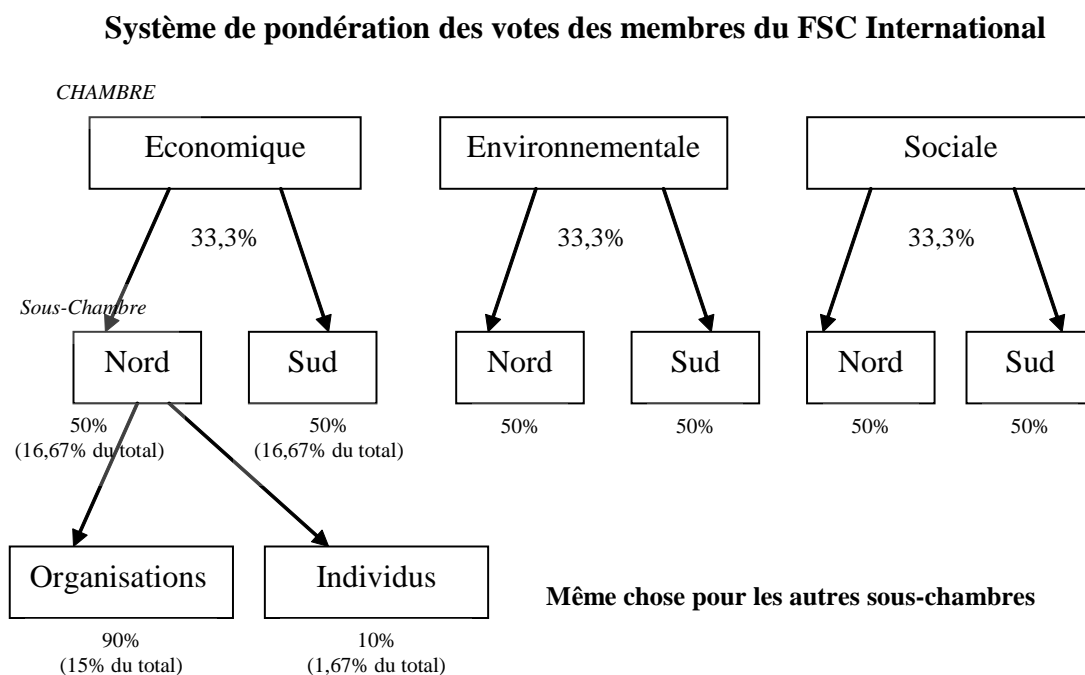 Système de pondération des votes des membres du FSC International
CHAMBRE
Economique
Environnementale
Sociale
33,3%
33,3%
33,3%
Sous-Chambre
Nord
Sud
Nord
Sud
Nord
Sud
50%
(16,67% du total)
50%
(16,67% du total)
50%
50%
50%
50%
Organisations
Individus
Même chose pour les autres sous-chambres
90%
(15% du total)
10%
(1,67% du total)